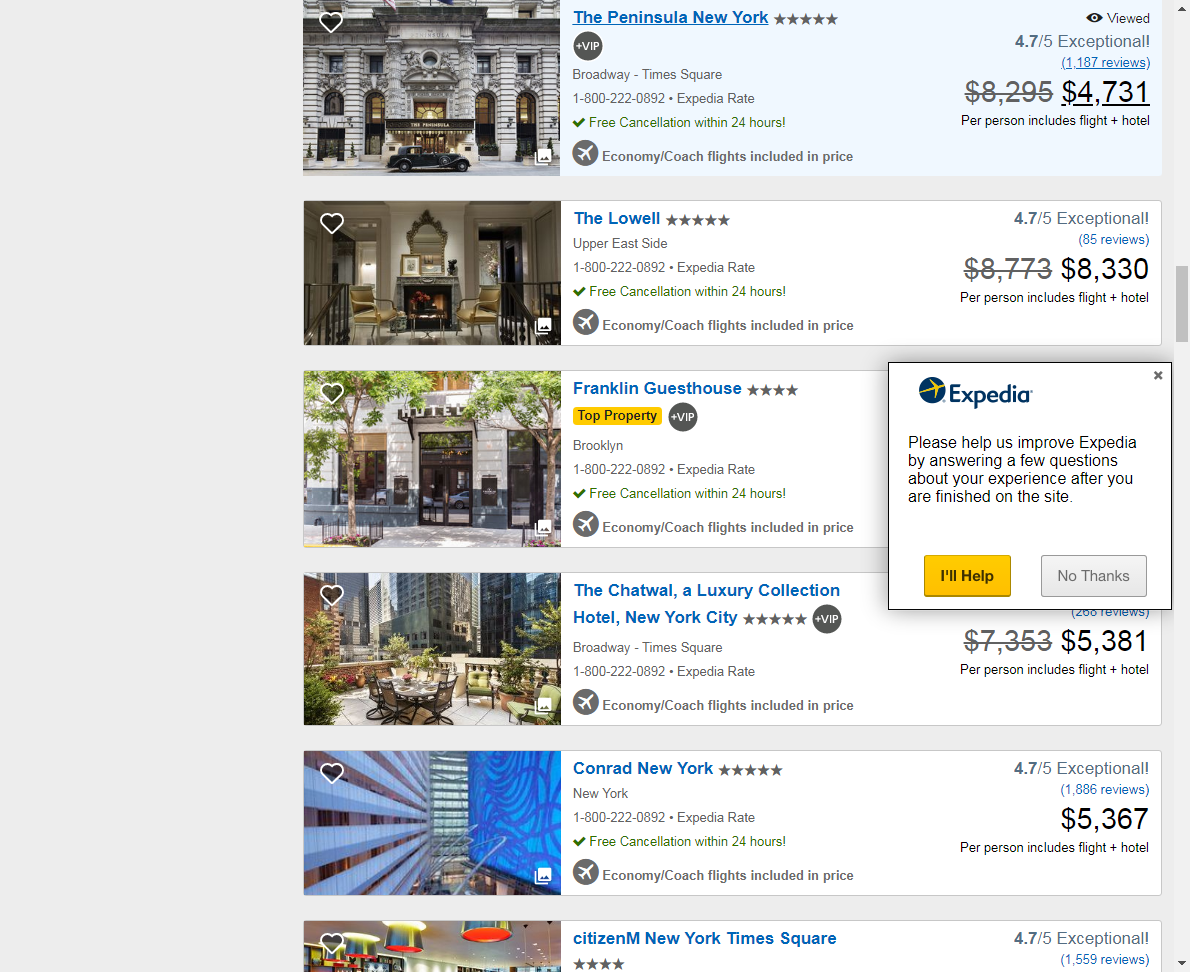 The Peninsula New York
Viewed
+VIP
4.7/5 Exceptional!
(1,187 reviews)
Broadway - Times Square
$8,295 $4,731
1-800-222-0892 • Expedia Rate
Per person includes flight + hotel
Free Cancellation within 24 hours!
Economy/Coach flights included in price
THE PENINSULA
The Lowell
4.7/5 Exceptional!
Upper East Side
(85 reviews)
1-800-222-0892 • Expedia Rate
$8,773 $8,330
Free Cancellation within 24 hours!
Per person includes flight + hotel
Economy/Coach flights included in price
HOTEL
Franklin Guesthouse
Top Property +VIP
Brooklyn
1-800-222-0892 • Expedia Rate
Free Cancellation within 24 hours!
Economy/Coach flights included in price
Expedia
Please help us improve Expedia
by answering a few questions
about your experience after you
are finished on the site.
I'll Help
No Thanks
The Chatwal, a Luxury Collection
Hotel, New York City +VIP
(268 reviews)
Broadway - Times Square
$7,353 $5,381
1-800-222-0892 • Expedia Rate
Per person includes flight + hotel
Economy/Coach flights included in price
Conrad New York
4.7/5 Exceptional!
New York
(1,886 reviews)
1-800-222-0892 • Expedia Rate
$5,367
Free Cancellation within 24 hours!
Per person includes flight + hotel
Economy/Coach flights included in price
citizenM New York Times Square
4.7/5 Exceptional!
(1,559 reviews)